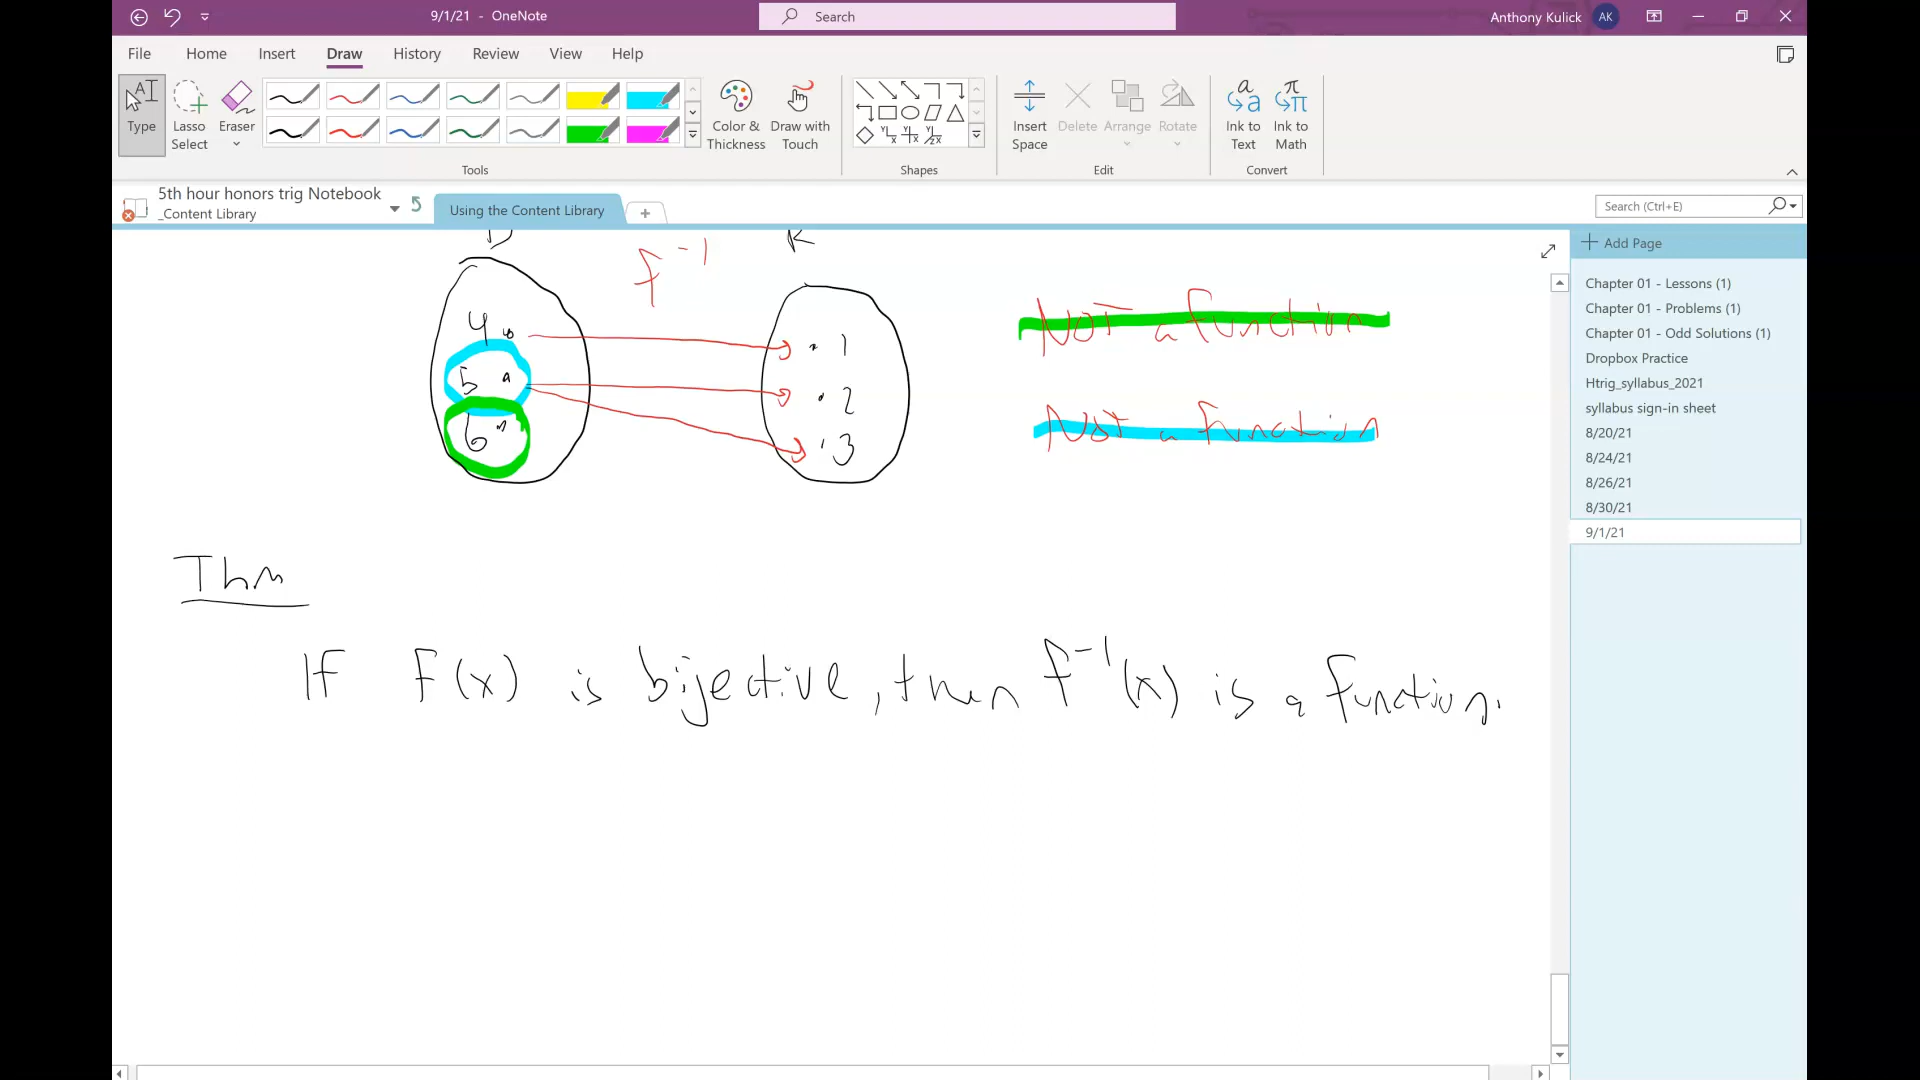 9/1/21 - OneNote
Search
Anthony Kulick AK
File Home Insert Draw History Review View Help
Type
Lasso Select
Eraser
Color & Thickness
Draw with Touch
Insert Space
Delete
Arrange
Rotate
Ink to Text
Ink to Math
Tools
Shapes
Edit
Convert
5th hour honors trig Notebook
_Content Library
Using the Content Library
Search (Ctrl+E)
Add Page
Chapter 01 - Lessons (1)
Chapter 01 - Problems (1)
Chapter 01 - Odd Solutions (1)
Dropbox Practice
Htrig_syllabus_2021
syllabus sign-in sheet
8/20/21
8/24/21
8/26/21
8/30/21
9/1/21
D f⁻¹ R
4 1
5 2
6 3
NOT a function
NOT a function
Thm
If f(x) is bijective, then f⁻¹(x) is a function.